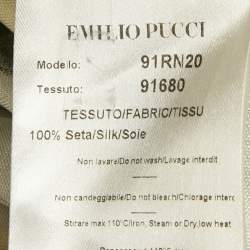 EMILIO PUCCI
Modello: 91RN20
Tessuto: 91680
TESSUTO/FABRIC/TISSU
100% Seta/Silk/Soie
Non lavare/Do not wash/Lavage interdit
Non candeggiabile/Do not bleach/Chlorage interd
Stirare max 110°C/Iron, Steam or Dry, low heat